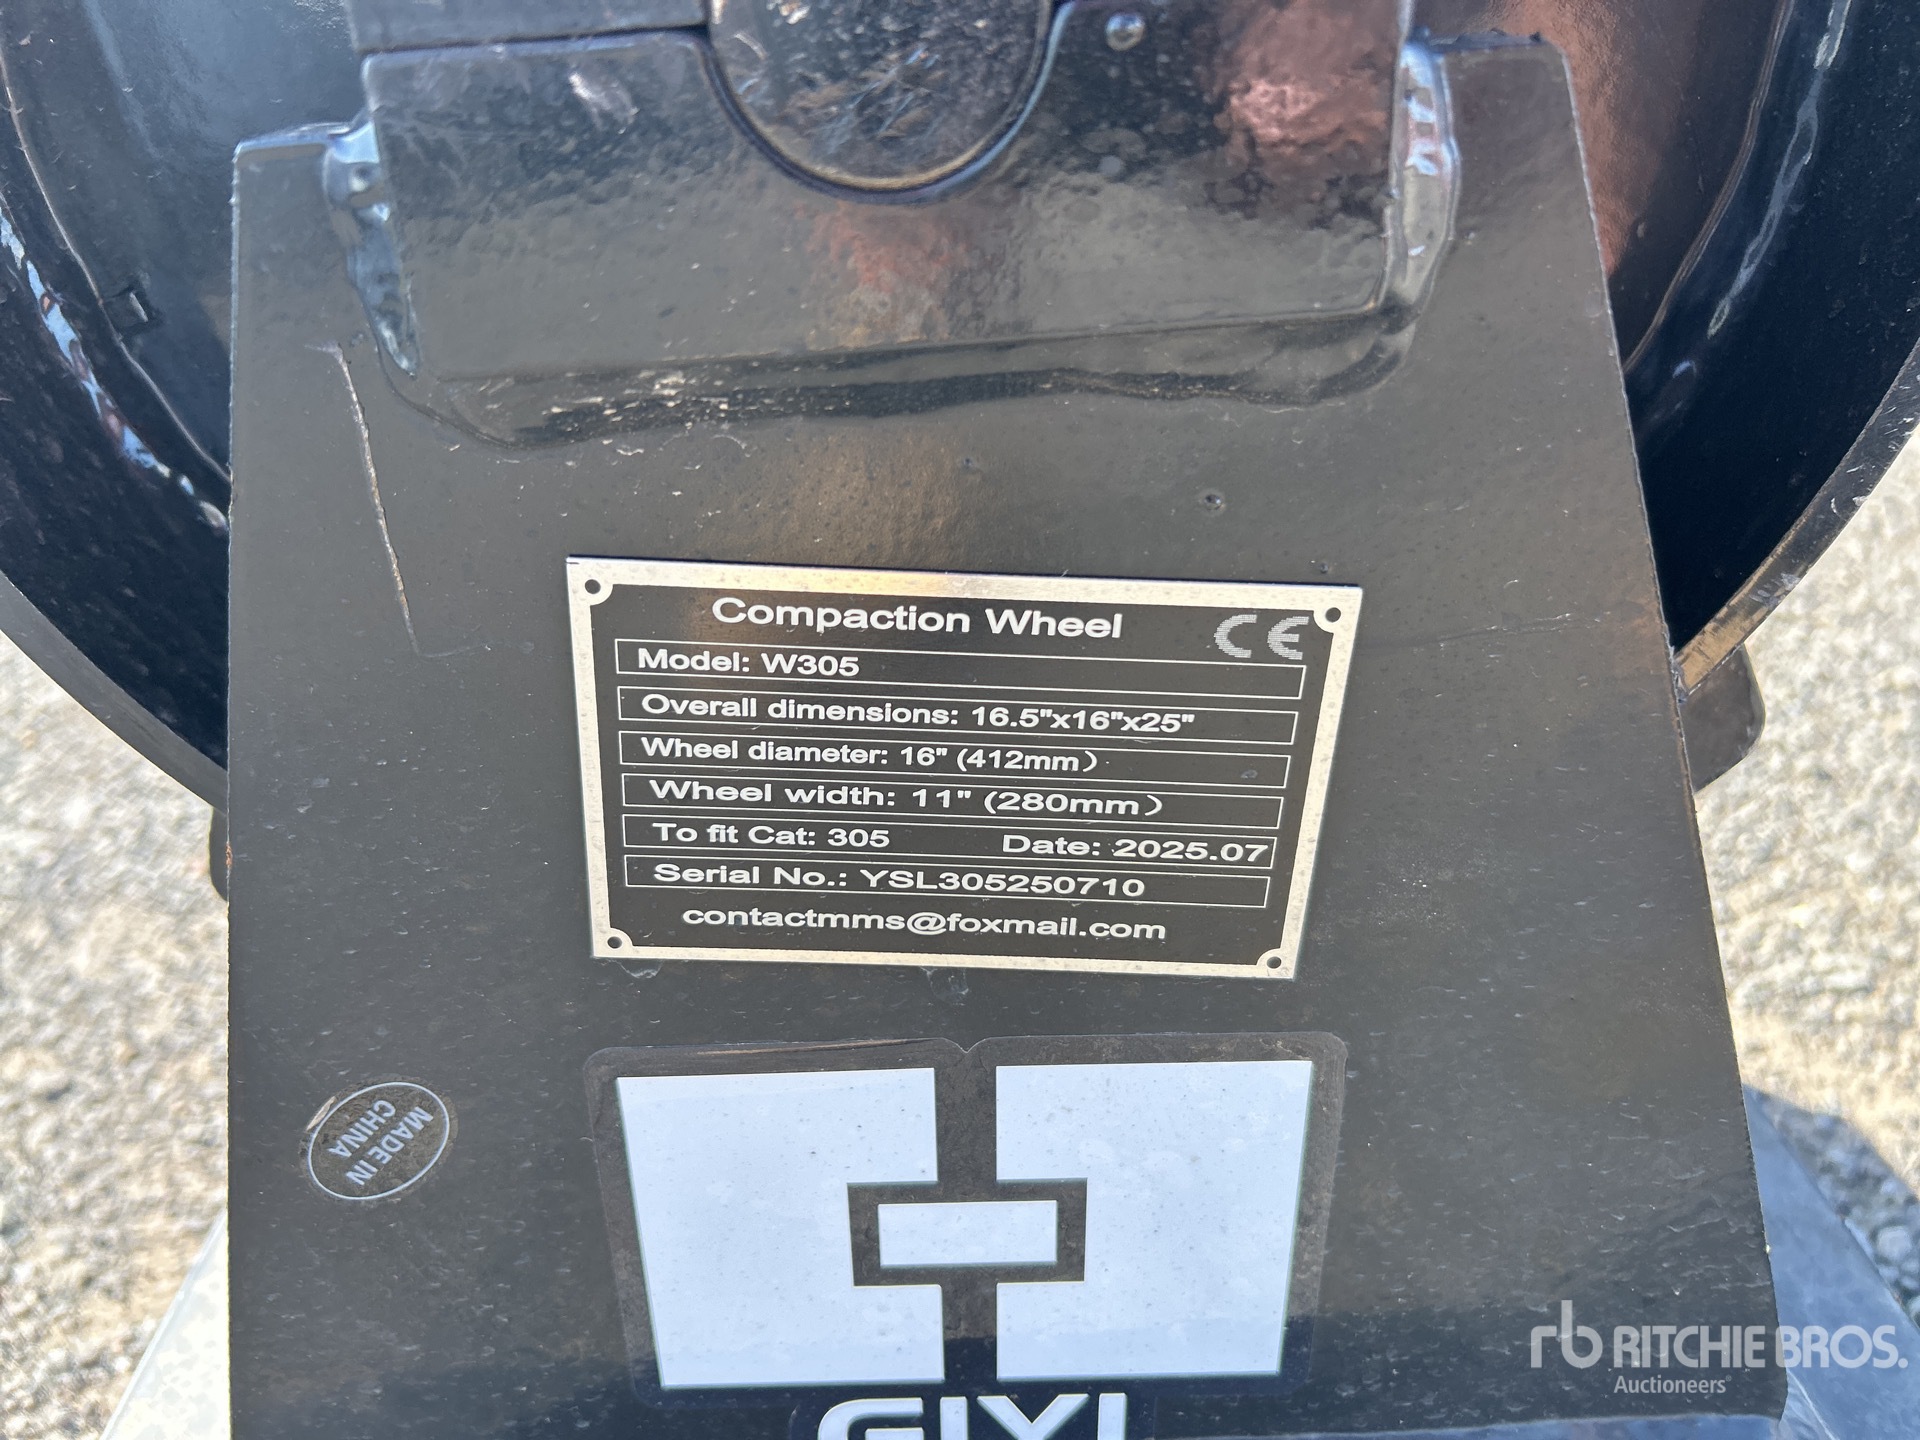 Compaction Wheel
CE
Model: W305
Overall dimensions: 16.5"x16"x25"
Wheel diameter: 16" (412mm)
Wheel width: 11" (280mm)
To fit Cat: 305 Date: 2025.07
Serial No.: YSL305250710
contactmms@foxmail.com
MADE IN
CHINA
rb RITCHIE BROS.
Auctioneers